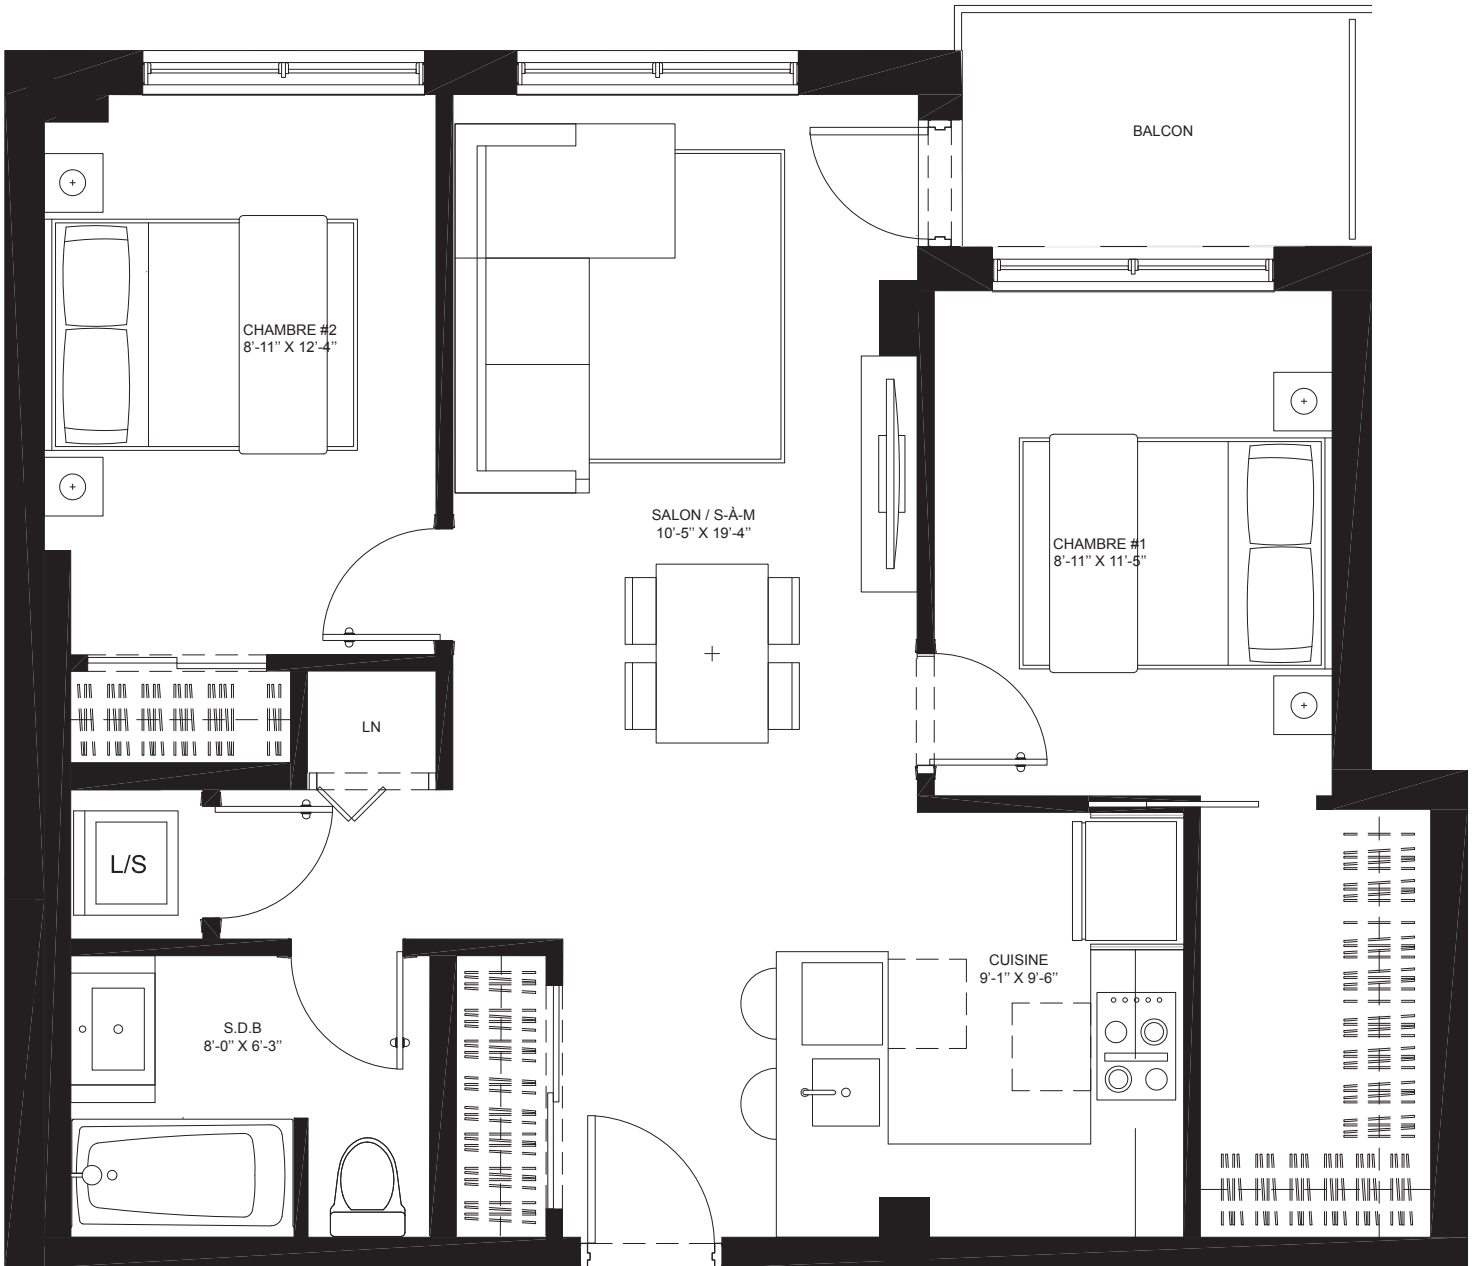 BALCON
CHAMBRE #2
8’-11” X 12’-4”
SALON / S-À-M
10’-5” X 19’-4”
CHAMBRE #1
8’-11” X 11’-5”
LN
L/S
CUISINE
9’-1” X 9’-6”
S.D.B
8’-0” X 6’-3”